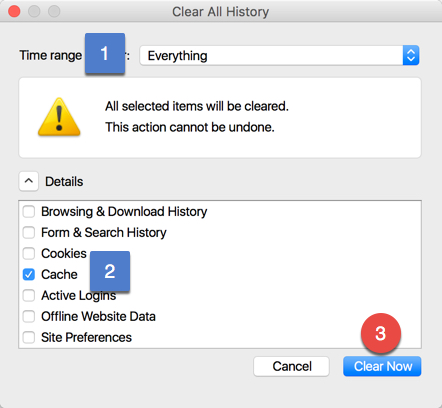 Clear All History
Time range 1 r: Everything
All selected items will be cleared.
This action cannot be undone.
Details
Browsing & Download History
Form & Search History
Cookies
Cache 2
Active Logins
Offline Website Data
Site Preferences
3
Cancel Clear Now